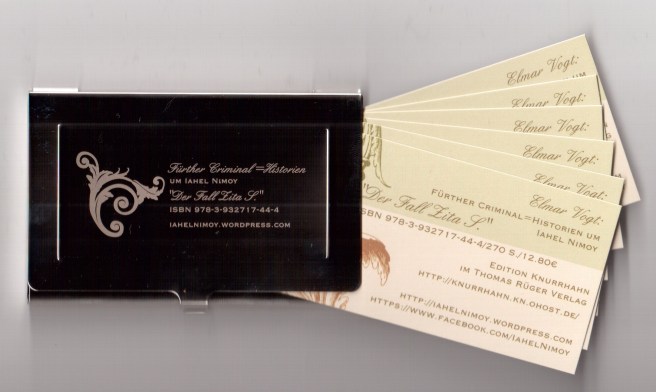 Fürther Criminal=Historien
um Iahel Nimoy
"Der Fall Zita S."
ISBN 978-3-932717-44-4
iahelnimoy.wordpress.com
Elmar Vogt:
Elmar Vogt:
Elmar Vogt:
Elmar Vogt:
Elmar Vogt:
Elmar Vogt:
Fürther Criminal=Historien um
Iahel Nimoy
"Der Fall Zita S."
ISBN 978-3-932717-44-4/270 S./12.80€
Edition Knurrhahn
im Thomas Rüger Verlag
http://knurrhahn.kn.ohost.de/
http://iahelnimoy.wordpress.com
https://www.facebook.com/IahelNimoy